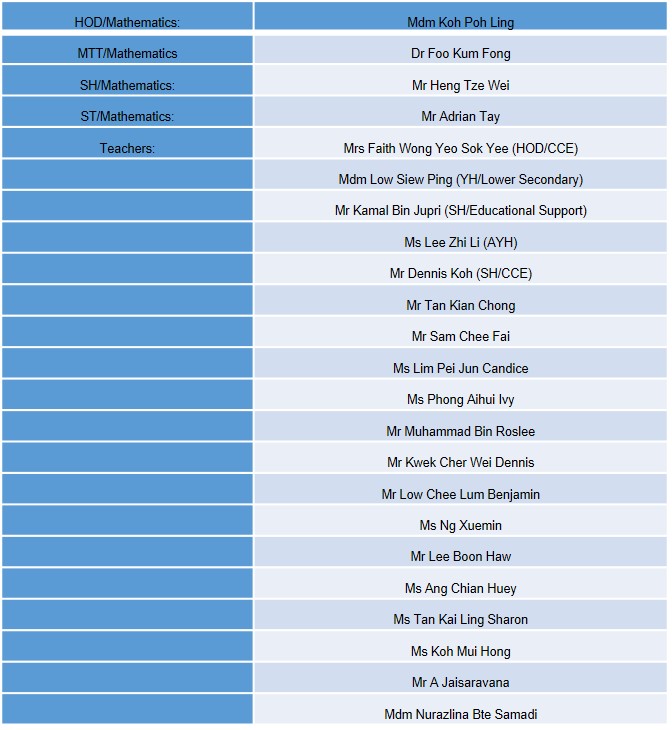 HOD/Mathematics: Mdm Koh Poh Ling
MTT/Mathematics Dr Foo Kum Fong
SH/Mathematics: Mr Heng Tze Wei
ST/Mathematics: Mr Adrian Tay
Teachers: Mrs Faith Wong Yeo Sok Yee (HOD/CCE)
Mdm Low Siew Ping (YH/Lower Secondary)
Mr Kamal Bin Jupri (SH/Educational Support)
Ms Lee Zhi Li (AYH)
Mr Dennis Koh (SH/CCE)
Mr Tan Kian Chong
Mr Sam Chee Fai
Ms Lim Pei Jun Candice
Ms Phong Aihui Ivy
Mr Muhammad Bin Roslee
Mr Kwek Cher Wei Dennis
Mr Low Chee Lum Benjamin
Ms Ng Xuemin
Mr Lee Boon Haw
Ms Ang Chian Huey
Ms Tan Kai Ling Sharon
Ms Koh Mui Hong
Mr A Jaisaravana
Mdm Nurazlina Bte Samadi